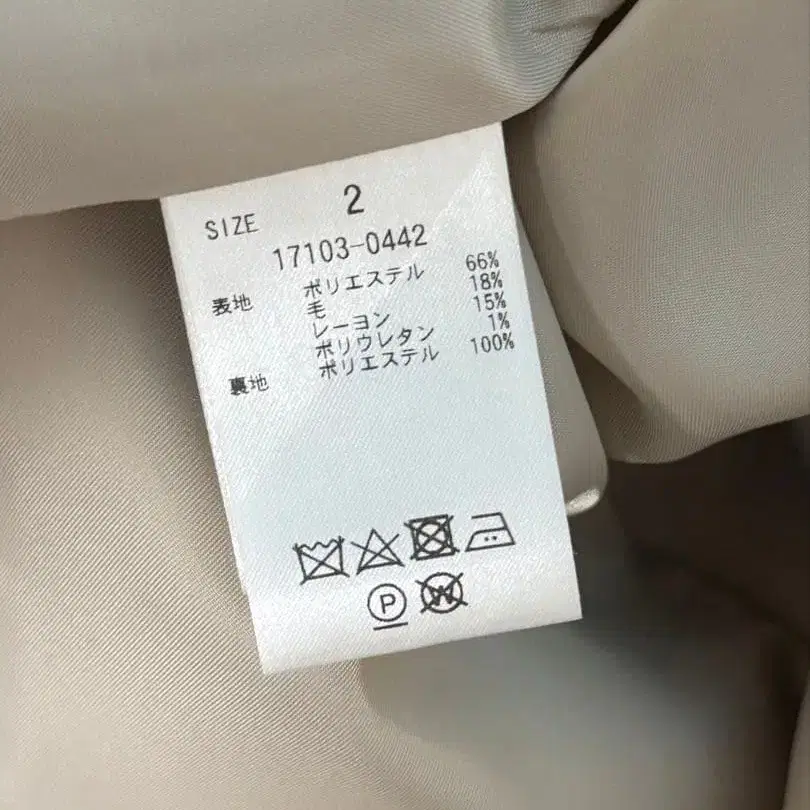 SIZE 2
17103-0442
表地 ポリエステル 66%
毛 18%
レーヨン 15%
ポリウレタン 1%
裏地 ポリエステル 100%
P W